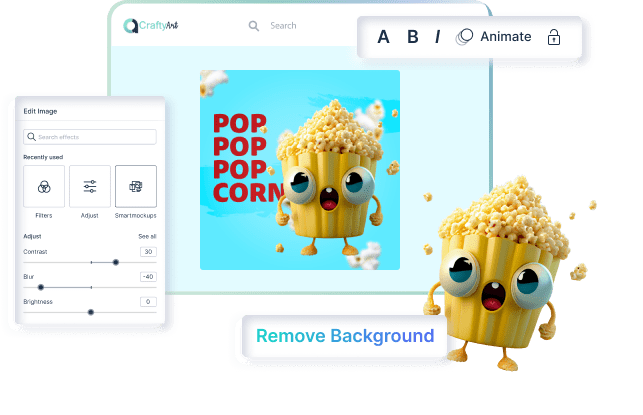 CraftyArt
Search
A B I Animate
Edit Image
Search effects
Recently used
Filters Adjust Smartmockups
Adjust See all
Contrast 30
Blur -40
Brightness 0
POP
POP
POP
CORN
Remove Background